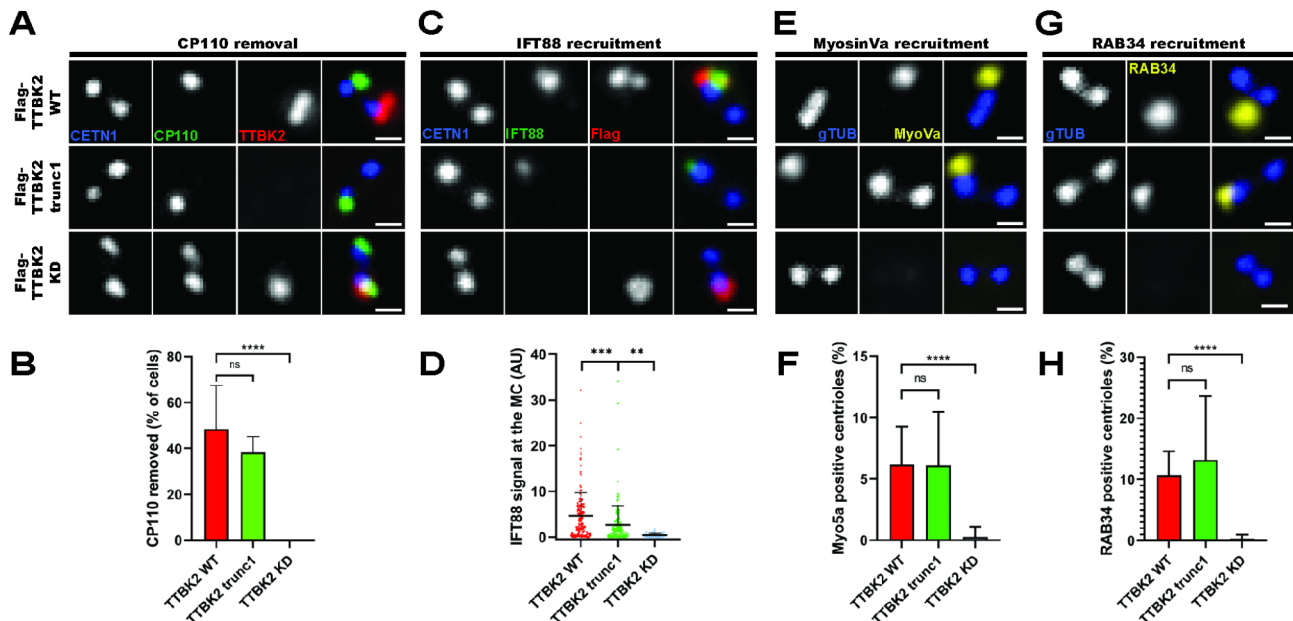 A
CP110 removal
C
IFT88 recruitment
E
MyosinVa recruitment
G
RAB34 recruitment
Flag-
TTBK2
WT
CETN1
CP110
TTBK2
CETN1
IFT88
Flag
gTUB
MyoVa
gTUB
RAB34
Flag-
TTBK2
trunc1
Flag-
TTBK2
KD
B
CP110 removed (% of cells)
80
60
40
20
0
****
ns
TTBK2 WT
TTBK2 trunc1
TTBK2 KD
D
IFT88 signal at the MC (AU)
40
30
20
10
0
***
**
TTBK2 WT
TTBK2 trunc1
TTBK2 KD
F
Myo5a positive centrioles (%)
15
10
5
0
****
ns
TTBK2 WT
TTBK2 trunc1
TTBK2 KD
H
RAB34 positive centrioles (%)
30
20
10
0
****
ns
TTBK2 WT
TTBK2 trunc1
TTBK2 KD